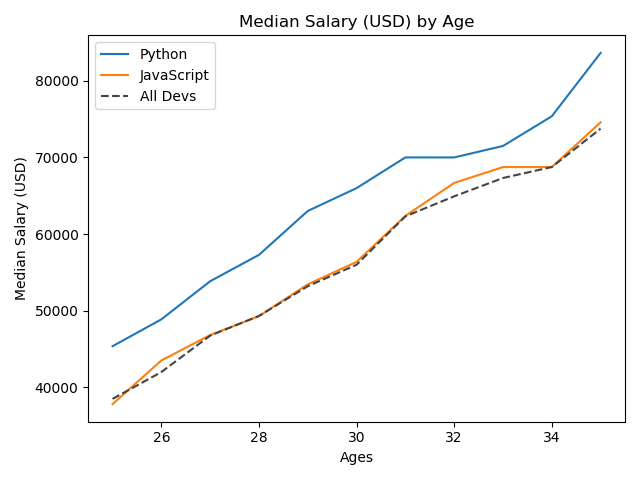 Median Salary (USD) by Age
Python
JavaScript
All Devs
Median Salary (USD)
80000
70000
60000
50000
40000
26 28 30 32 34
Ages